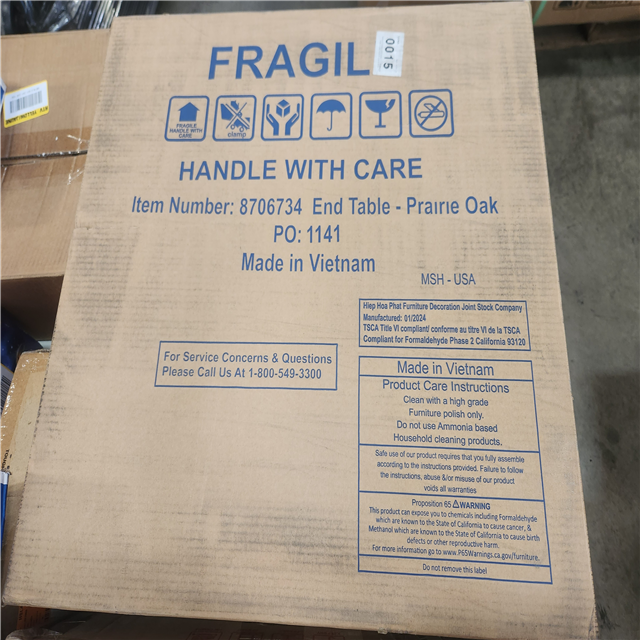 FRAGIL
0015
FRAGILE
HANDLE WITH
CARE
clamp
HANDLE WITH CARE
Item Number: 8706734 End Table - Prairie Oak
PO: 1141
Made in Vietnam
MSH - USA
Hiep Hoa Phat Furniture Decoration Joint Stock Company
Manufactured: 01/2024
TSCA Title VI compliant/ conforme au titre VI de la TSCA
Compliant for Formaldehyde Phase 2 California 93120
For Service Concerns & Questions
Please Call Us At 1-800-549-3300
Made in Vietnam
Product Care Instructions
Clean with a high grade
Furniture polish only.
Do not use Ammonia based
Household cleaning products.
Safe use of our product requires that you fully assemble
according to the instructions provided. Failure to follow
the instructions, abuse &/or misuse of our product
voids all warranties
Proposition 65 ⚠WARNING
This product can expose you to chemicals including Formaldehyde
which are known to the State of California to cause cancer, &
Methanol which are known to the State of California to cause birth
defects or other reproductive harm.
For more information go to www.P65Warnings.ca.gov/furniture.
Do not remove this label